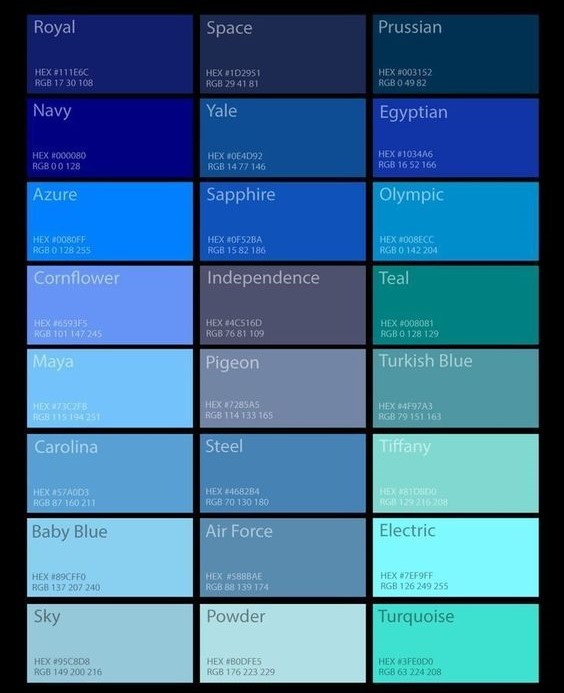 Royal
HEX #111E6C
RGB 17 30 108
Space
HEX #1D2951
RGB 29 41 81
Prussian
HEX #003152
RGB 0 49 82
Navy
HEX #000080
RGB 0 0 128
Yale
HEX #0E4D92
RGB 14 77 146
Egyptian
HEX #1034A6
RGB 16 52 166
Azure
HEX #0080FF
RGB 0 128 255
Sapphire
HEX #0F52BA
RGB 15 82 186
Olympic
HEX #008ECC
RGB 0 142 204
Cornflower
HEX #6593F5
RGB 101 147 245
Independence
HEX #4C516D
RGB 76 81 109
Teal
HEX #008081
RGB 0 128 129
Maya
HEX #73C2FB
RGB 115 194 251
Pigeon
HEX #7285A5
RGB 114 133 165
Turkish Blue
HEX #4F97A3
RGB 79 151 163
Carolina
HEX #57A0D3
RGB 87 160 211
Steel
HEX #4682B4
RGB 70 130 180
Tiffany
HEX #81D8D0
RGB 129 216 208
Baby Blue
HEX #89CFF0
RGB 137 207 240
Air Force
HEX #588BAE
RGB 88 139 174
Electric
HEX #7EF9FF
RGB 126 249 255
Sky
HEX #95C8D8
RGB 149 200 216
Powder
HEX #B0DFE5
RGB 176 223 229
Turquoise
HEX #3FE0D0
RGB 63 224 208